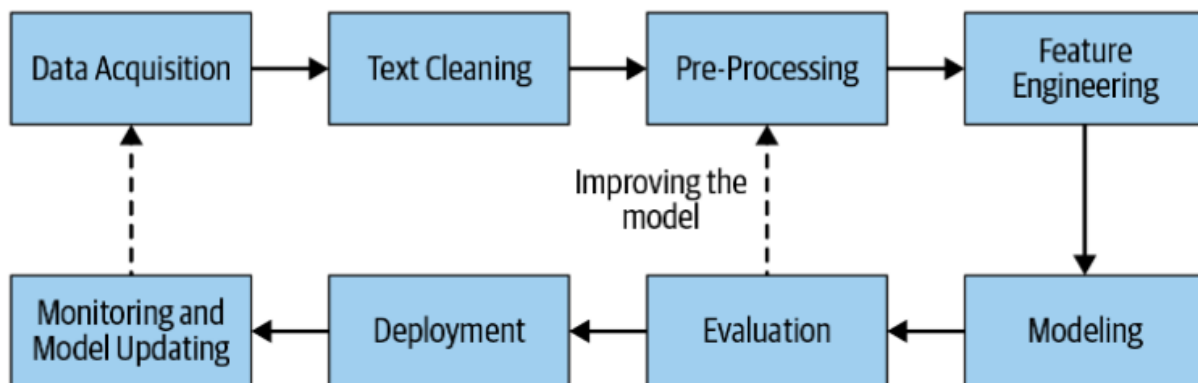 Data Acquisition
Text Cleaning
Pre-Processing
Feature
Engineering
Improving the
model
Monitoring and
Model Updating
Deployment
Evaluation
Modeling